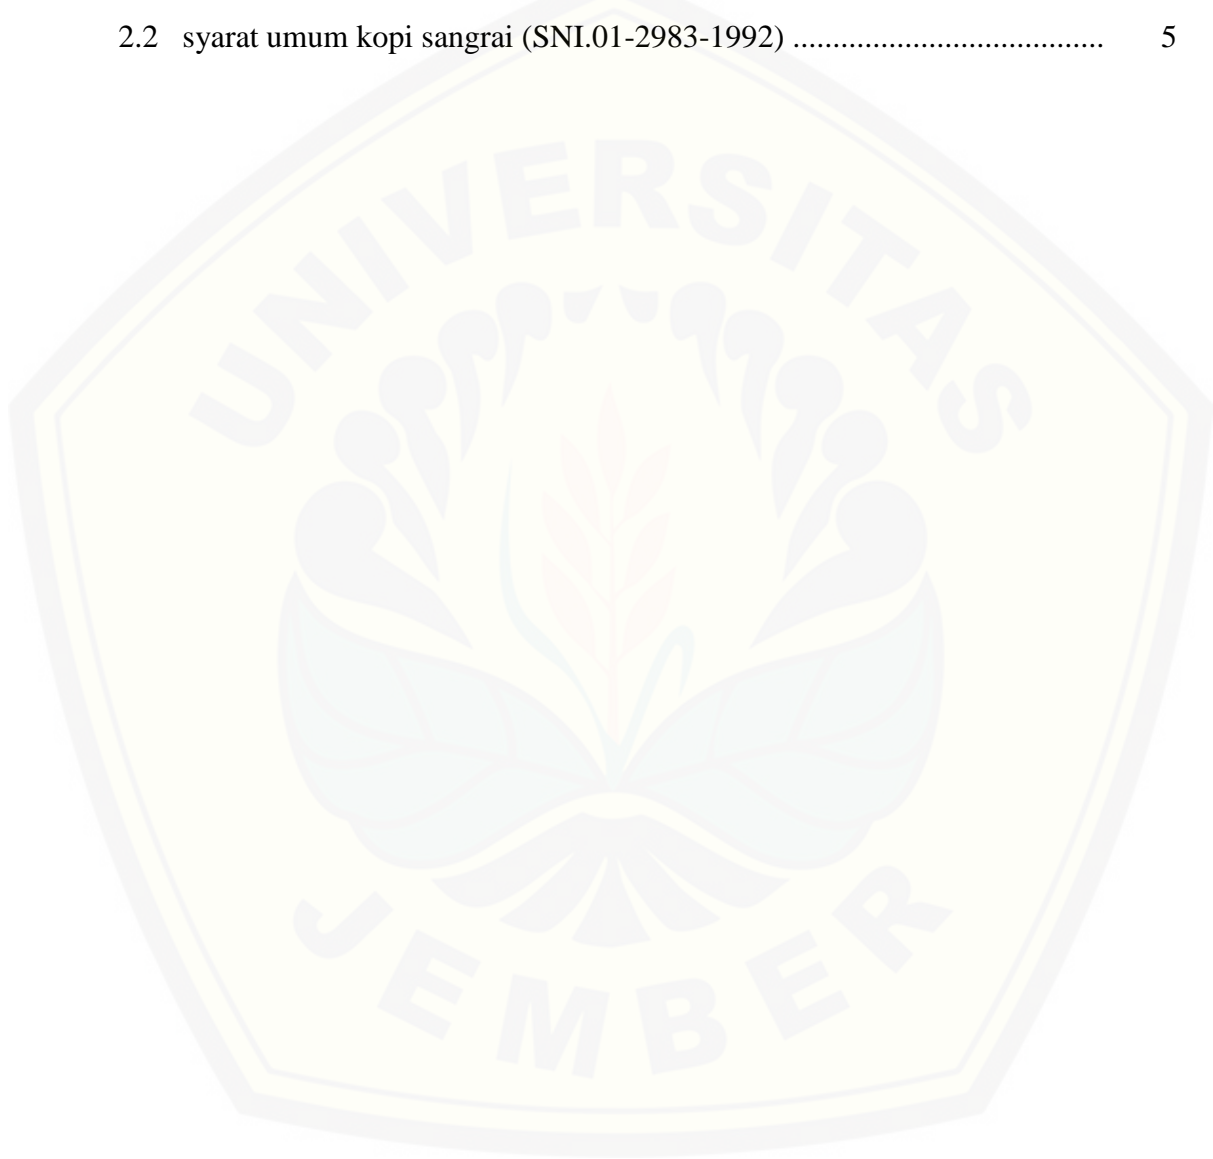 2.2 syarat umum kopi sangrai (SNI.01-2983-1992) ....................................... 5
UNIVERSITAS
JEMBER